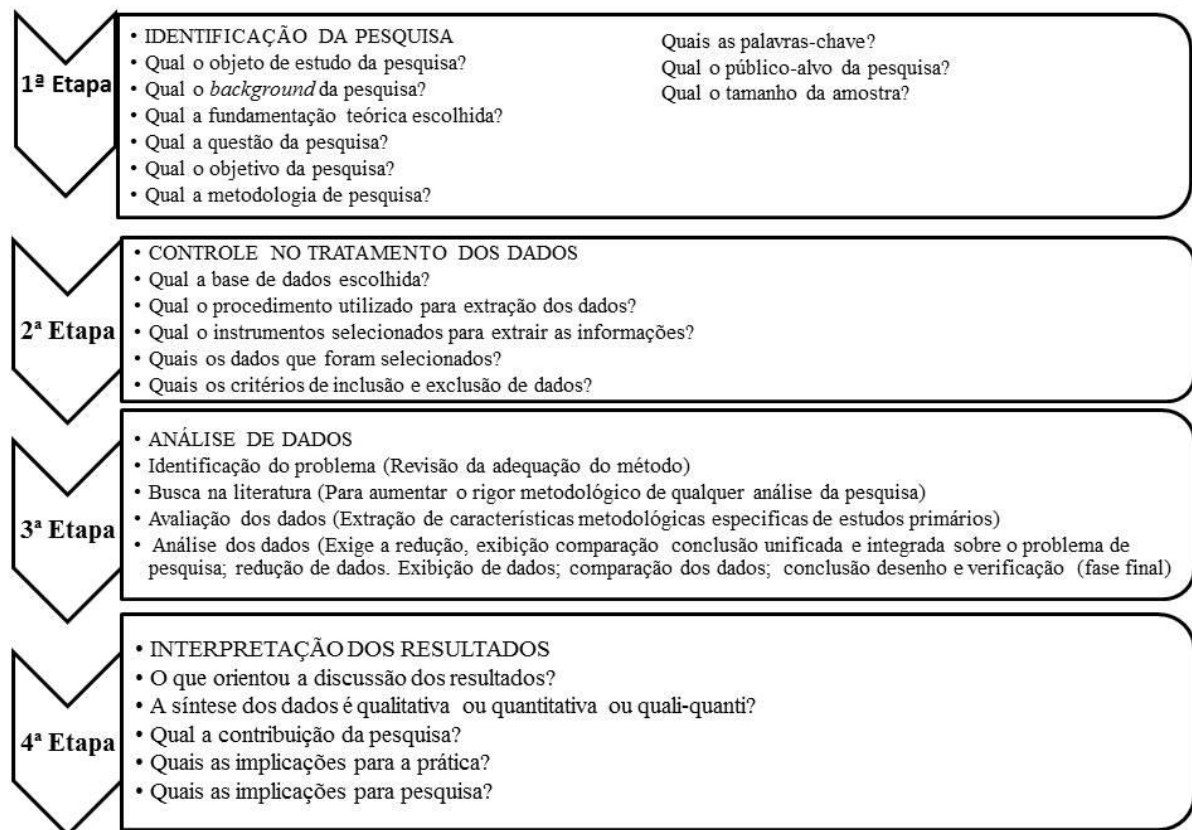 1ª Etapa
• IDENTIFICAÇÃO DA PESQUISA
• Qual o objeto de estudo da pesquisa?
• Qual o background da pesquisa?
• Qual a fundamentação teórica escolhida?
• Qual a questão da pesquisa?
• Qual o objetivo da pesquisa?
• Qual a metodologia de pesquisa?
Quais as palavras-chave?
Qual o público-alvo da pesquisa?
Qual o tamanho da amostra?
2ª Etapa
• CONTROLE NO TRATAMENTO DOS DADOS
• Qual a base de dados escolhida?
• Qual o procedimento utilizado para extração dos dados?
• Qual o instrumentos selecionados para extrair as informações?
• Quais os dados que foram selecionados?
• Quais os critérios de inclusão e exclusão de dados?
3ª Etapa
• ANÁLISE DE DADOS
• Identificação do problema (Revisão da adequação do método)
• Busca na literatura (Para aumentar o rigor metodológico de qualquer análise da pesquisa)
• Avaliação dos dados (Extração de características metodológicas especificas de estudos primários)
• Análise dos dados (Exige a redução, exibição comparação conclusão unificada e integrada sobre o problema de
pesquisa; redução de dados. Exibição de dados; comparação dos dados; conclusão desenho e verificação (fase final)
4ª Etapa
• INTERPRETAÇÃO DOS RESULTADOS
• O que orientou a discussão dos resultados?
• A síntese dos dados é qualitativa ou quantitativa ou quali-quanti?
• Qual a contribuição da pesquisa?
• Quais as implicações para a prática?
• Quais as implicações para pesquisa?